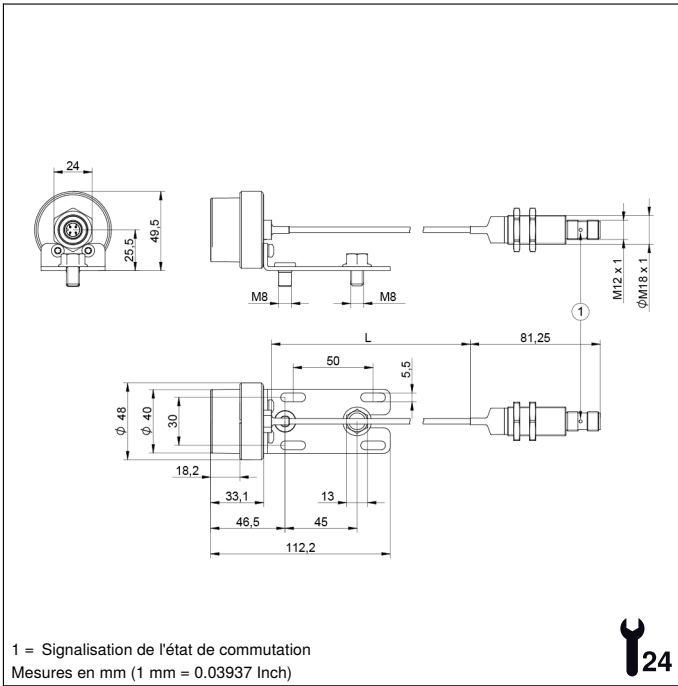 24
49,5
25,5
M8
M8
M12 x 1
ϕM18 x 1
1
L
81,25
50
5,5
ϕ 48
ϕ 40
30
18,2
33,1
13
46,5
45
112,2
1 = Signalisation de l'état de commutation
Mesures en mm (1 mm = 0.03937 Inch)
24